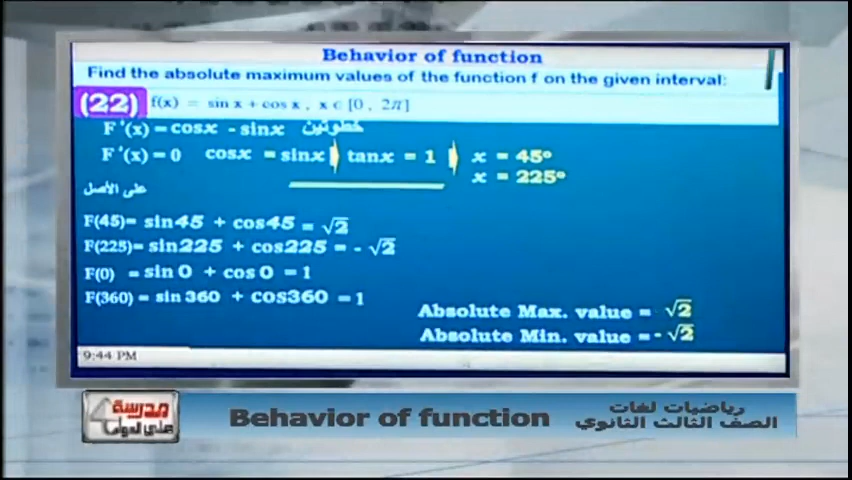 Behavior of function
Find the absolute maximum values of the function f on the given interval:
(22) f(x) = sin x + cos x , x ∈ [0 , 2π]
F '(x) = cosx - sinx خطوتين
F '(x) = 0 cosx = sinx tanx = 1 x = 45°
x = 225°
على الأصل
F(45)= sin45 + cos45 = √2
F(225)= sin225 + cos225 = - √2
F(0) = sin 0 + cos 0 = 1
F(360) = sin 360 + cos360 = 1
Absolute Max. value = √2
Absolute Min. value = - √2
9:44 PM
مدرسة
على الهواء
Behavior of function
رياضيات لغات
الصف الثالث الثانوي